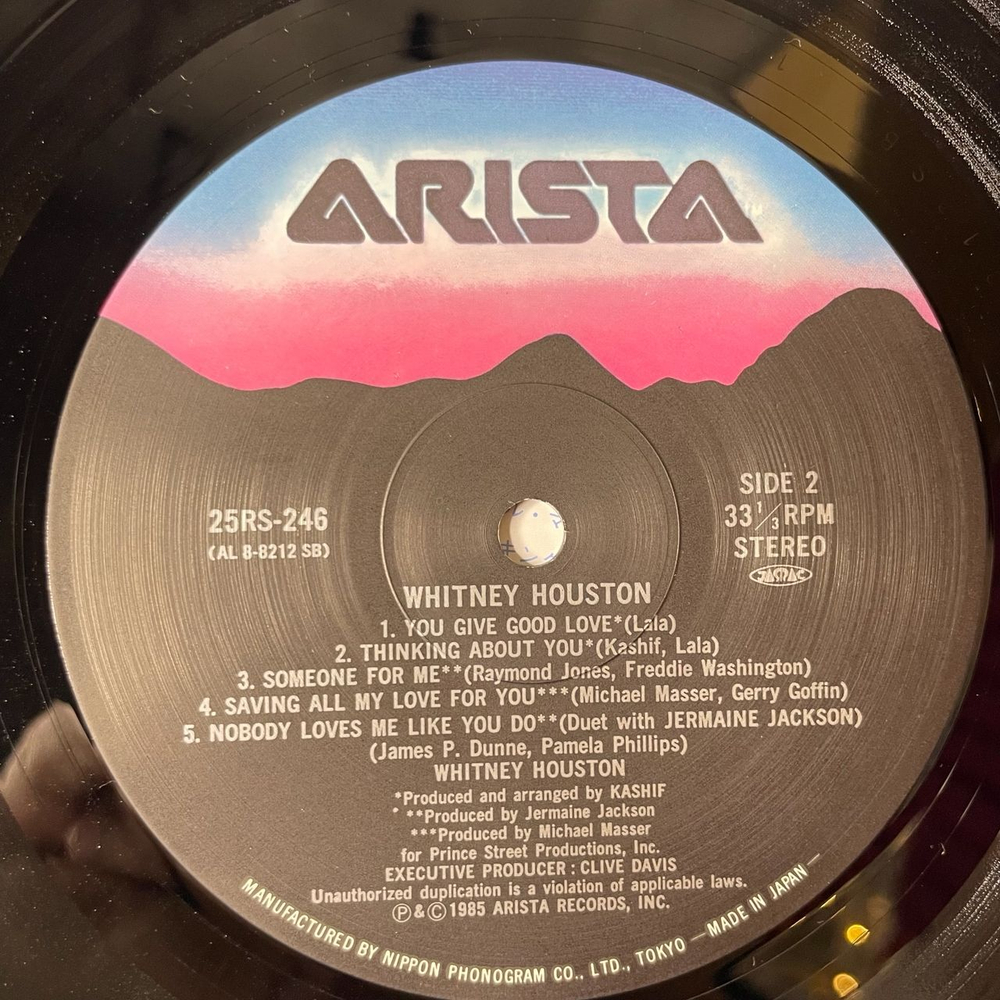 ARISTA
25RS-246
(AL 8-8212 SB)
SIDE 2
33 1/3 RPM
STEREO
JASRAC
WHITNEY HOUSTON
1. YOU GIVE GOOD LOVE*(Lala)
2. THINKING ABOUT YOU*(Kashif, Lala)
3. SOMEONE FOR ME**(Raymond Jones, Freddie Washington)
4. SAVING ALL MY LOVE FOR YOU***(Michael Masser, Gerry Goffin)
5. NOBODY LOVES ME LIKE YOU DO**(Duet with JERMAINE JACKSON)
(James P. Dunne, Pamela Phillips)
WHITNEY HOUSTON
*Produced and arranged by KASHIF
**Produced by Jermaine Jackson
***Produced by Michael Masser
for Prince Street Productions, Inc.
EXECUTIVE PRODUCER : CLIVE DAVIS
Unauthorized duplication is a violation of applicable laws.
Ⓟ&©1985 ARISTA RECORDS, INC.
MANUFACTURED BY NIPPON PHONOGRAM CO., LTD., TOKYO —MADE IN JAPAN—